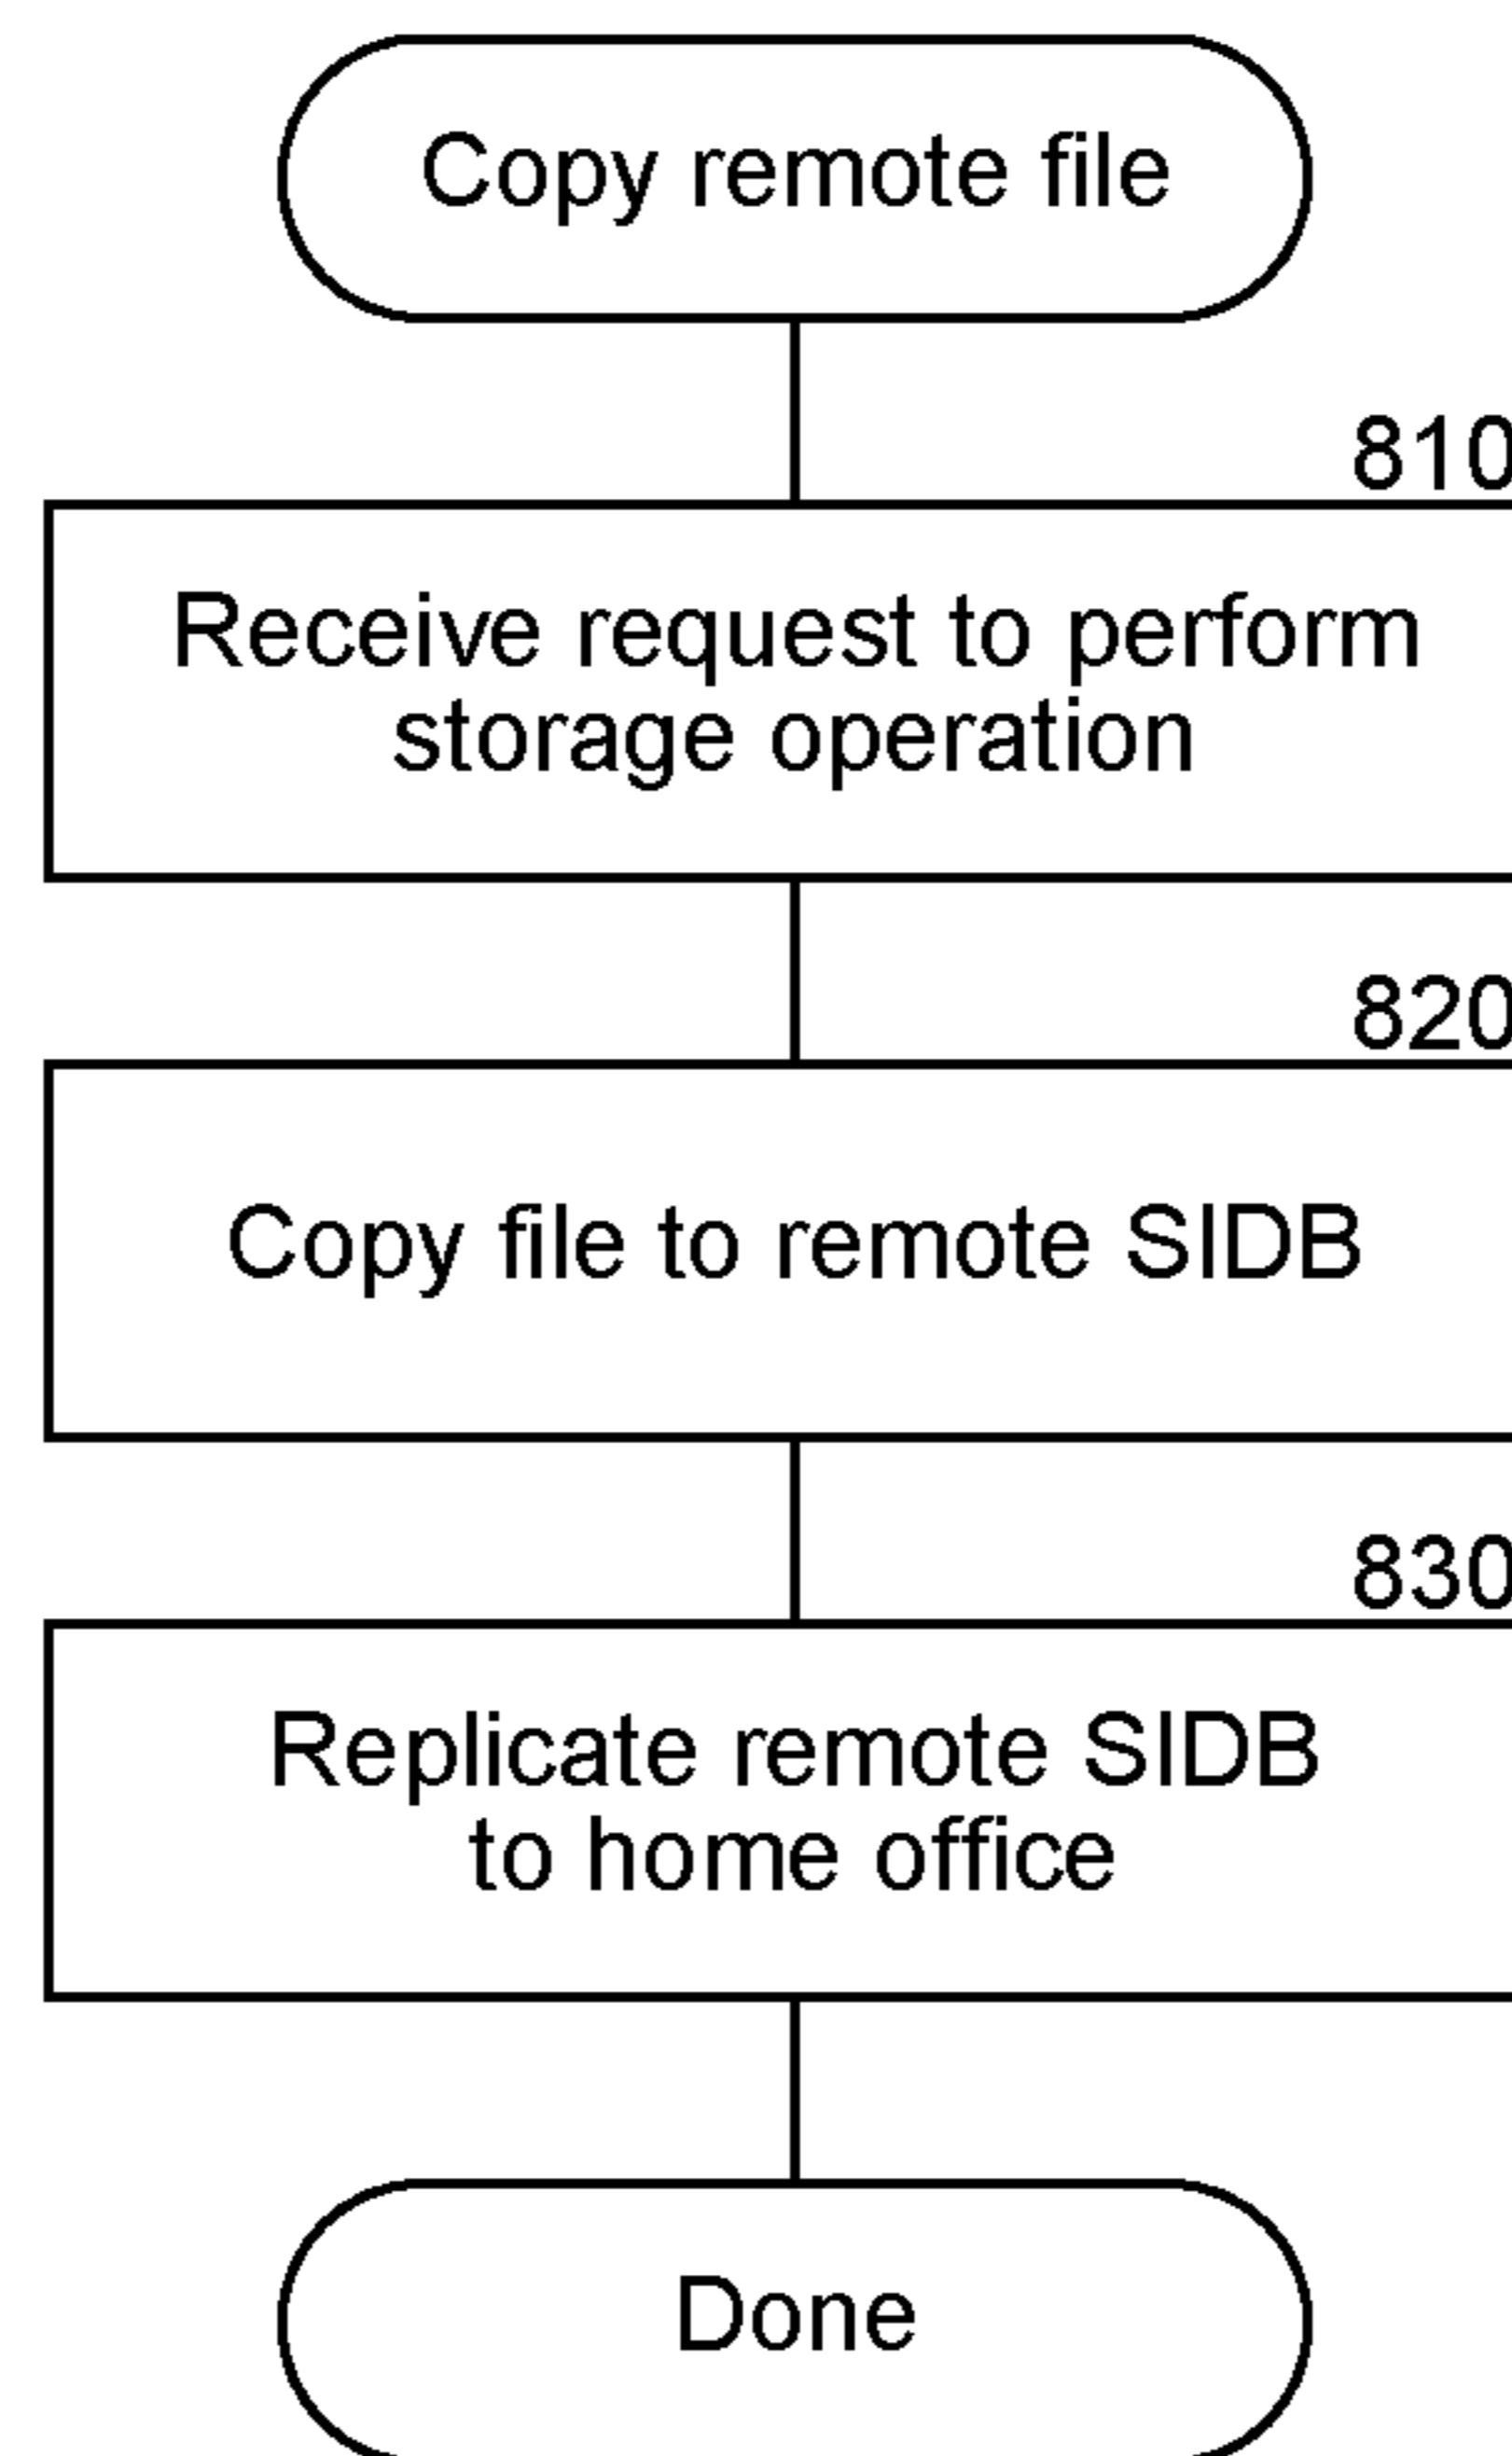 Copy remote file
810
Receive request to perform
storage operation
820
Copy file to remote SIDB
830
Replicate remote SIDB
to home office
Done